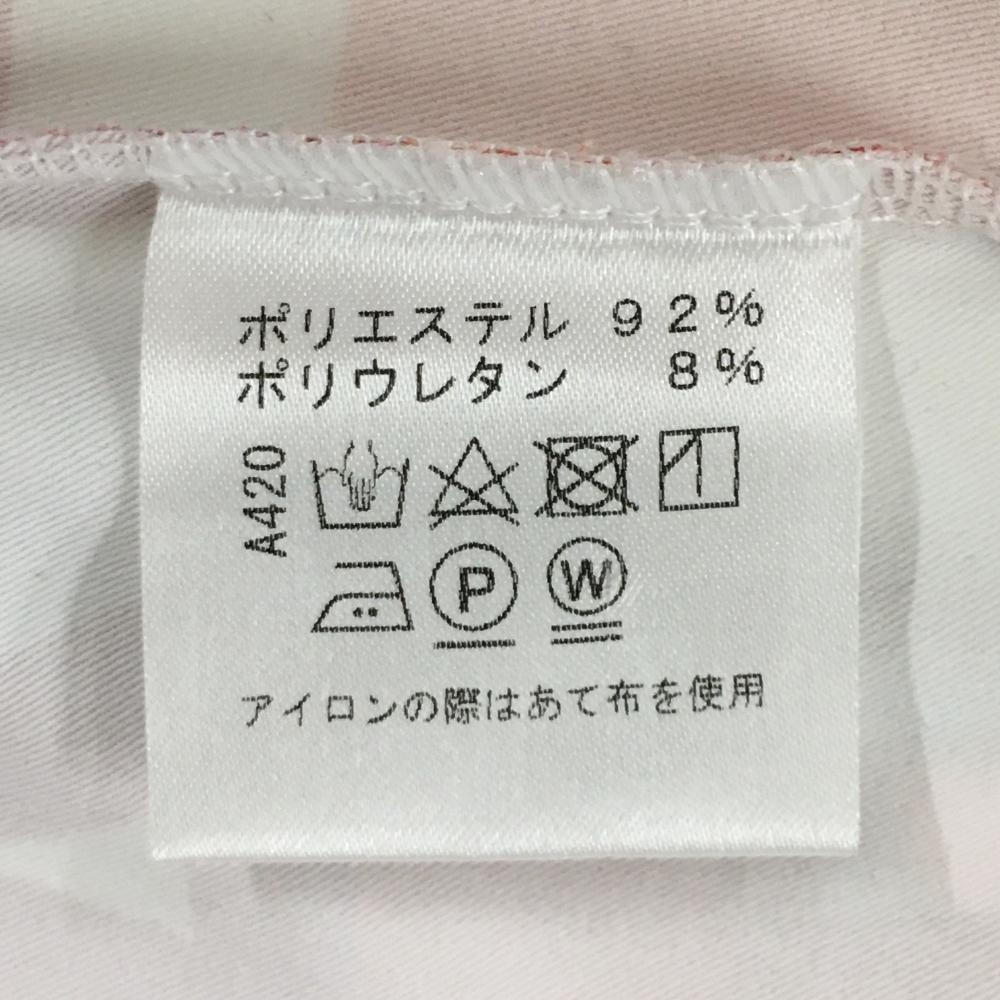 ポリエステル 92%
ポリウレタン 8%
A420
P W
アイロンの際はあて布を使用